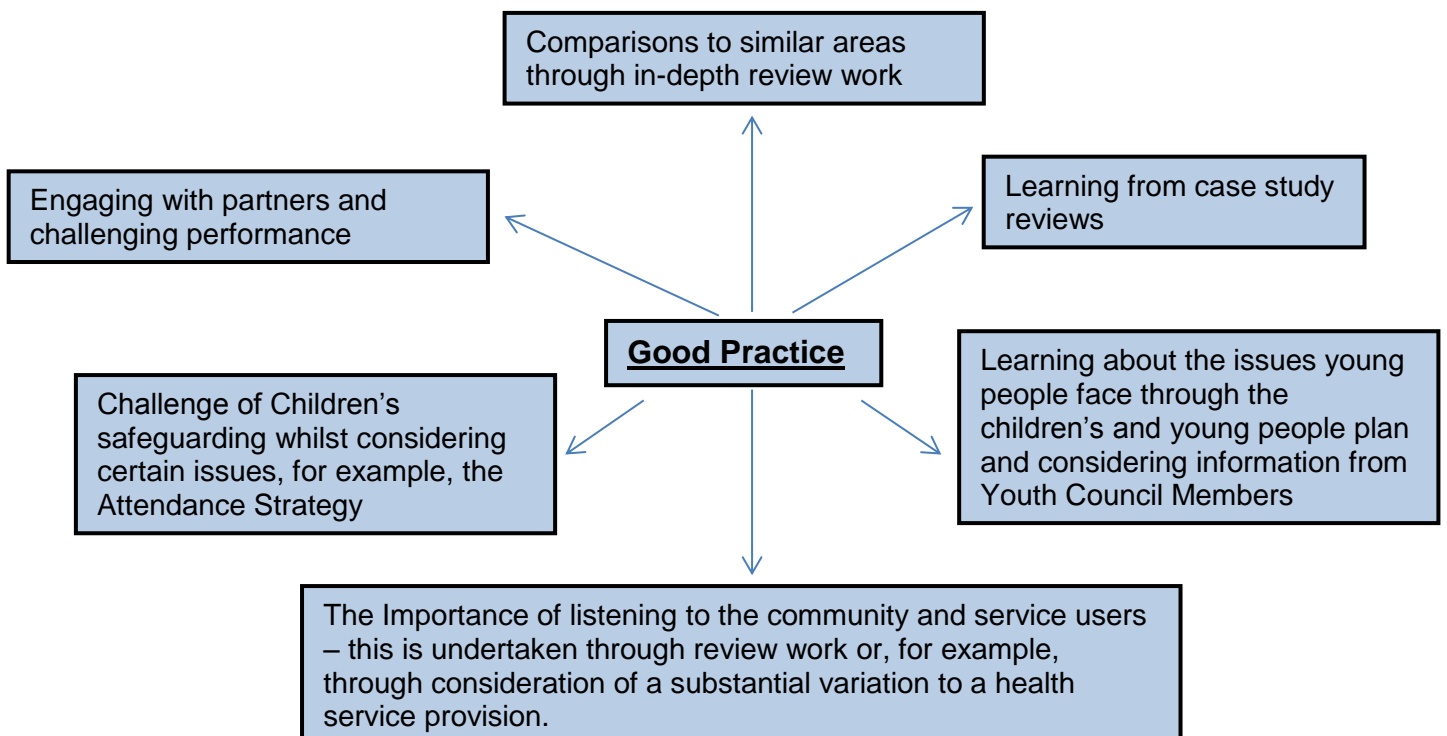 Comparisons to similar areas
through in-depth review work
Engaging with partners and
challenging performance
Learning from case study
reviews
Good Practice
Challenge of Children’s
safeguarding whilst considering
certain issues, for example, the
Attendance Strategy
Learning about the issues young
people face through the
children’s and young people plan
and considering information from
Youth Council Members
The Importance of listening to the community and service users
– this is undertaken through review work or, for example,
through consideration of a substantial variation to a health
service provision.